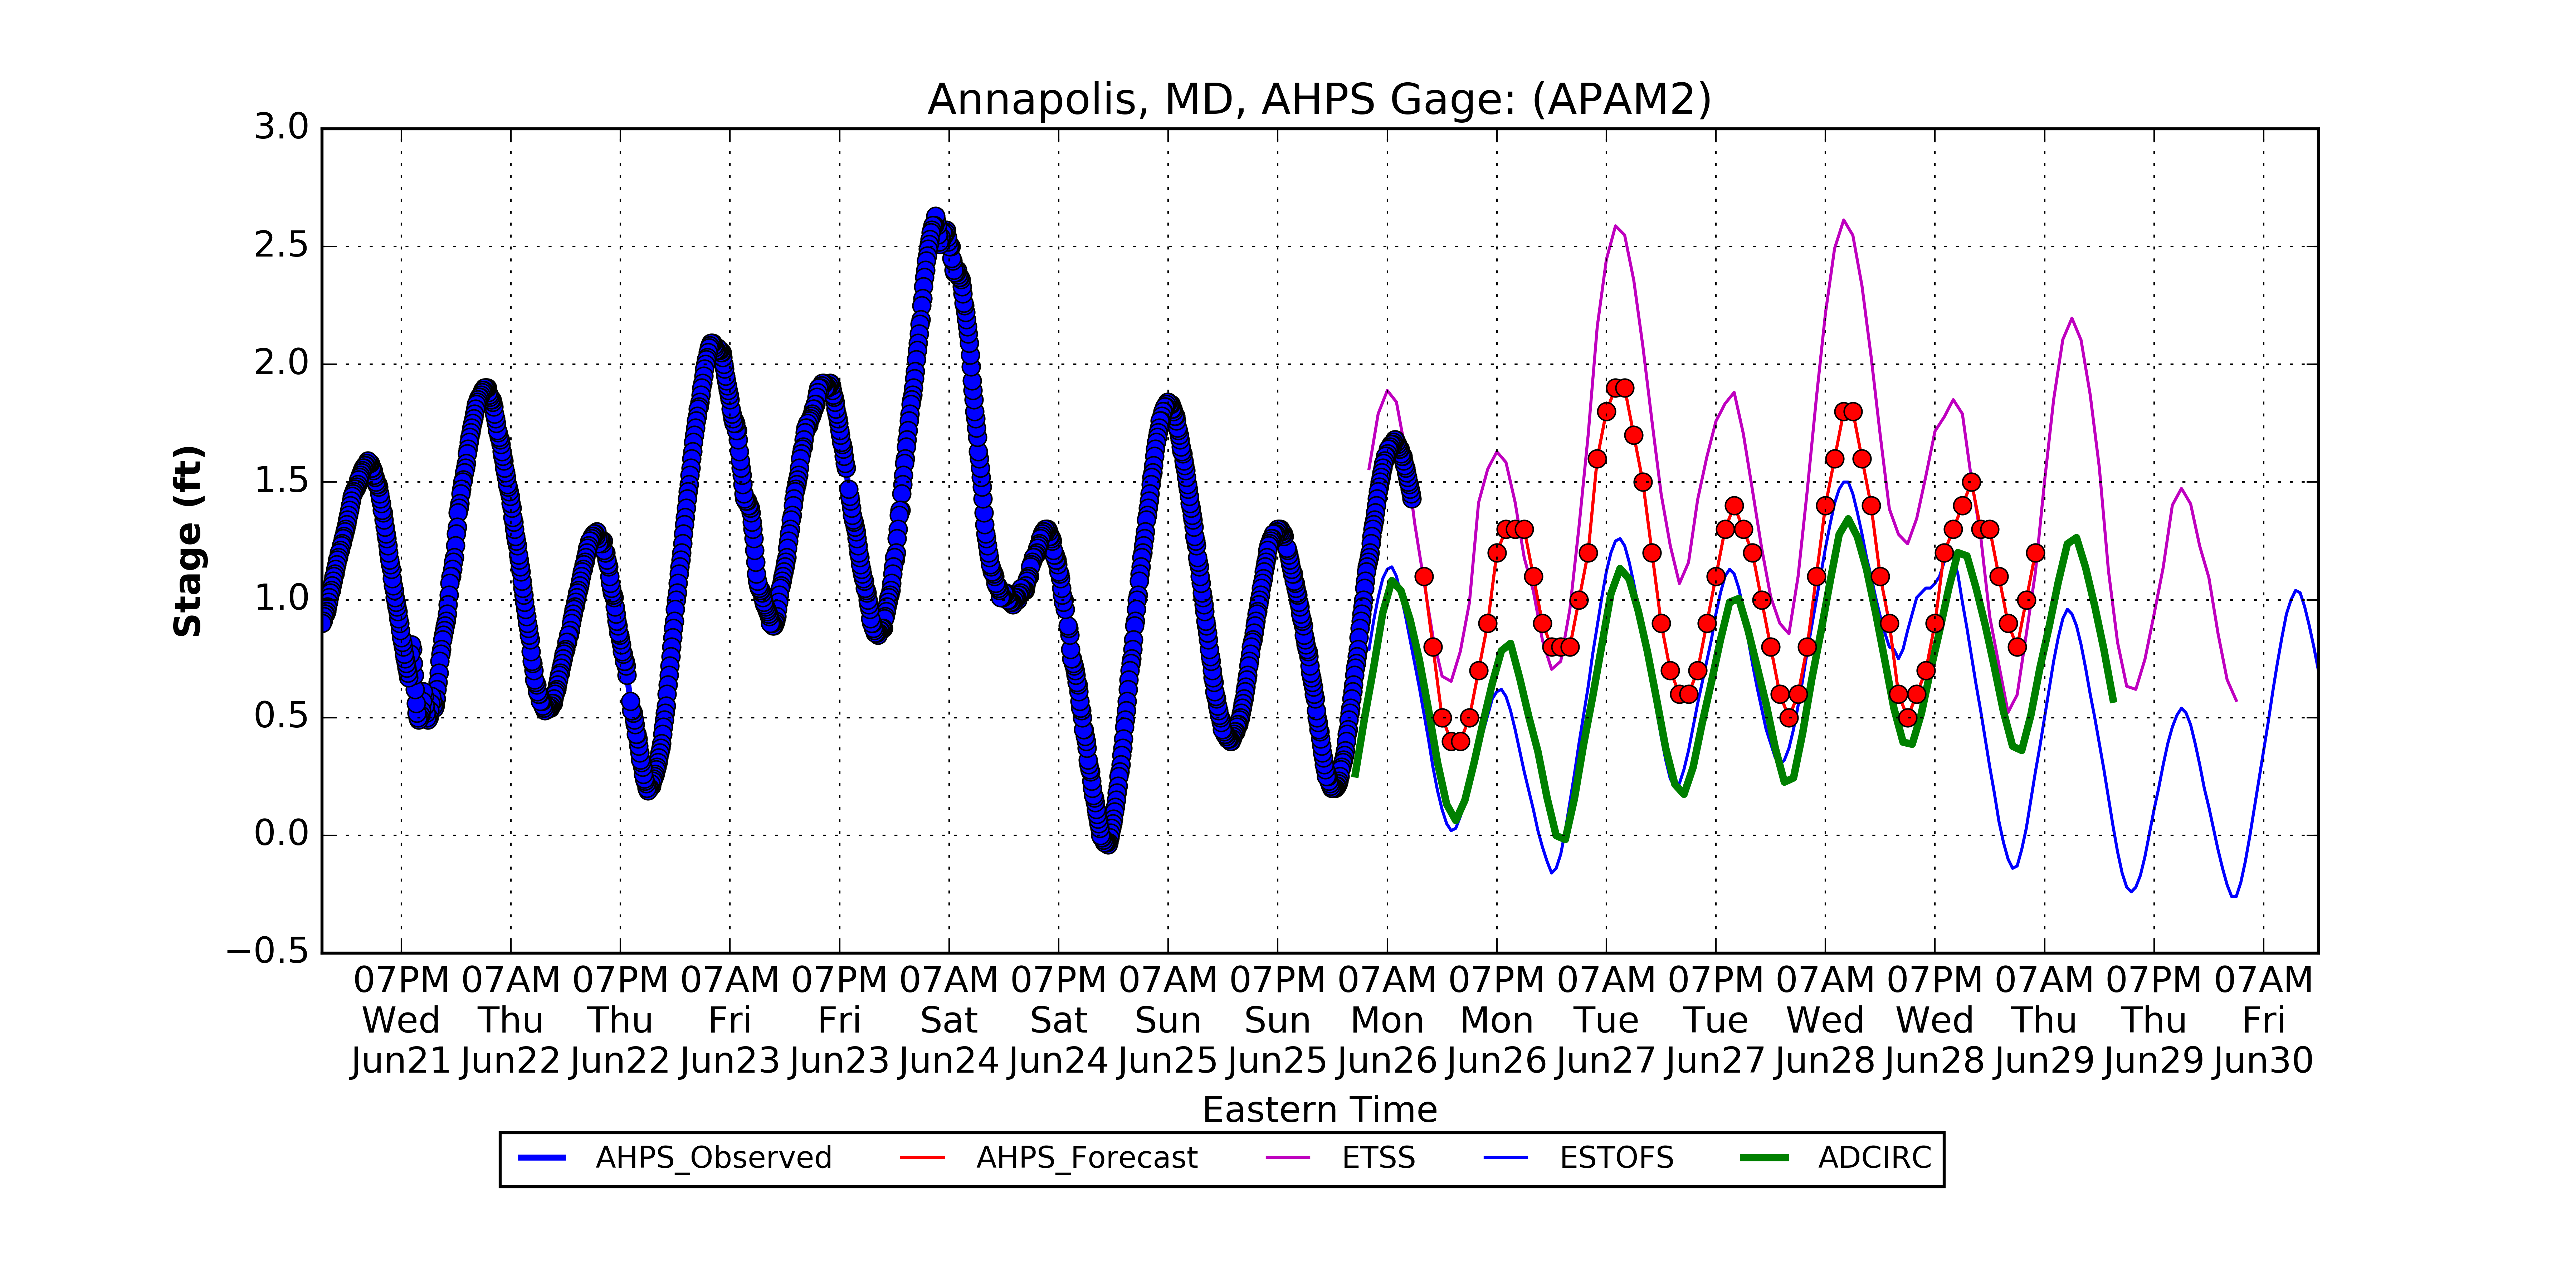 Annapolis, MD, AHPS Gage: (APAM2)
3.0
2.5
2.0
1.5
1.0
0.5
0.0
−0.5
Stage (ft)
07PM 07AM 07PM 07AM 07PM 07AM 07PM 07AM 07PM 07AM 07PM 07AM 07PM 07AM 07PM 07AM 07PM 07AM
Wed Thu Thu Fri Fri Sat Sat Sun Sun Mon Mon Tue Tue Wed Wed Thu Thu Fri
Jun21 Jun22 Jun22 Jun23 Jun23 Jun24 Jun24 Jun25 Jun25 Jun26 Jun26 Jun27 Jun27 Jun28 Jun28 Jun29 Jun29 Jun30
Eastern Time
AHPS_Observed AHPS_Forecast ETSS ESTOFS ADCIRC